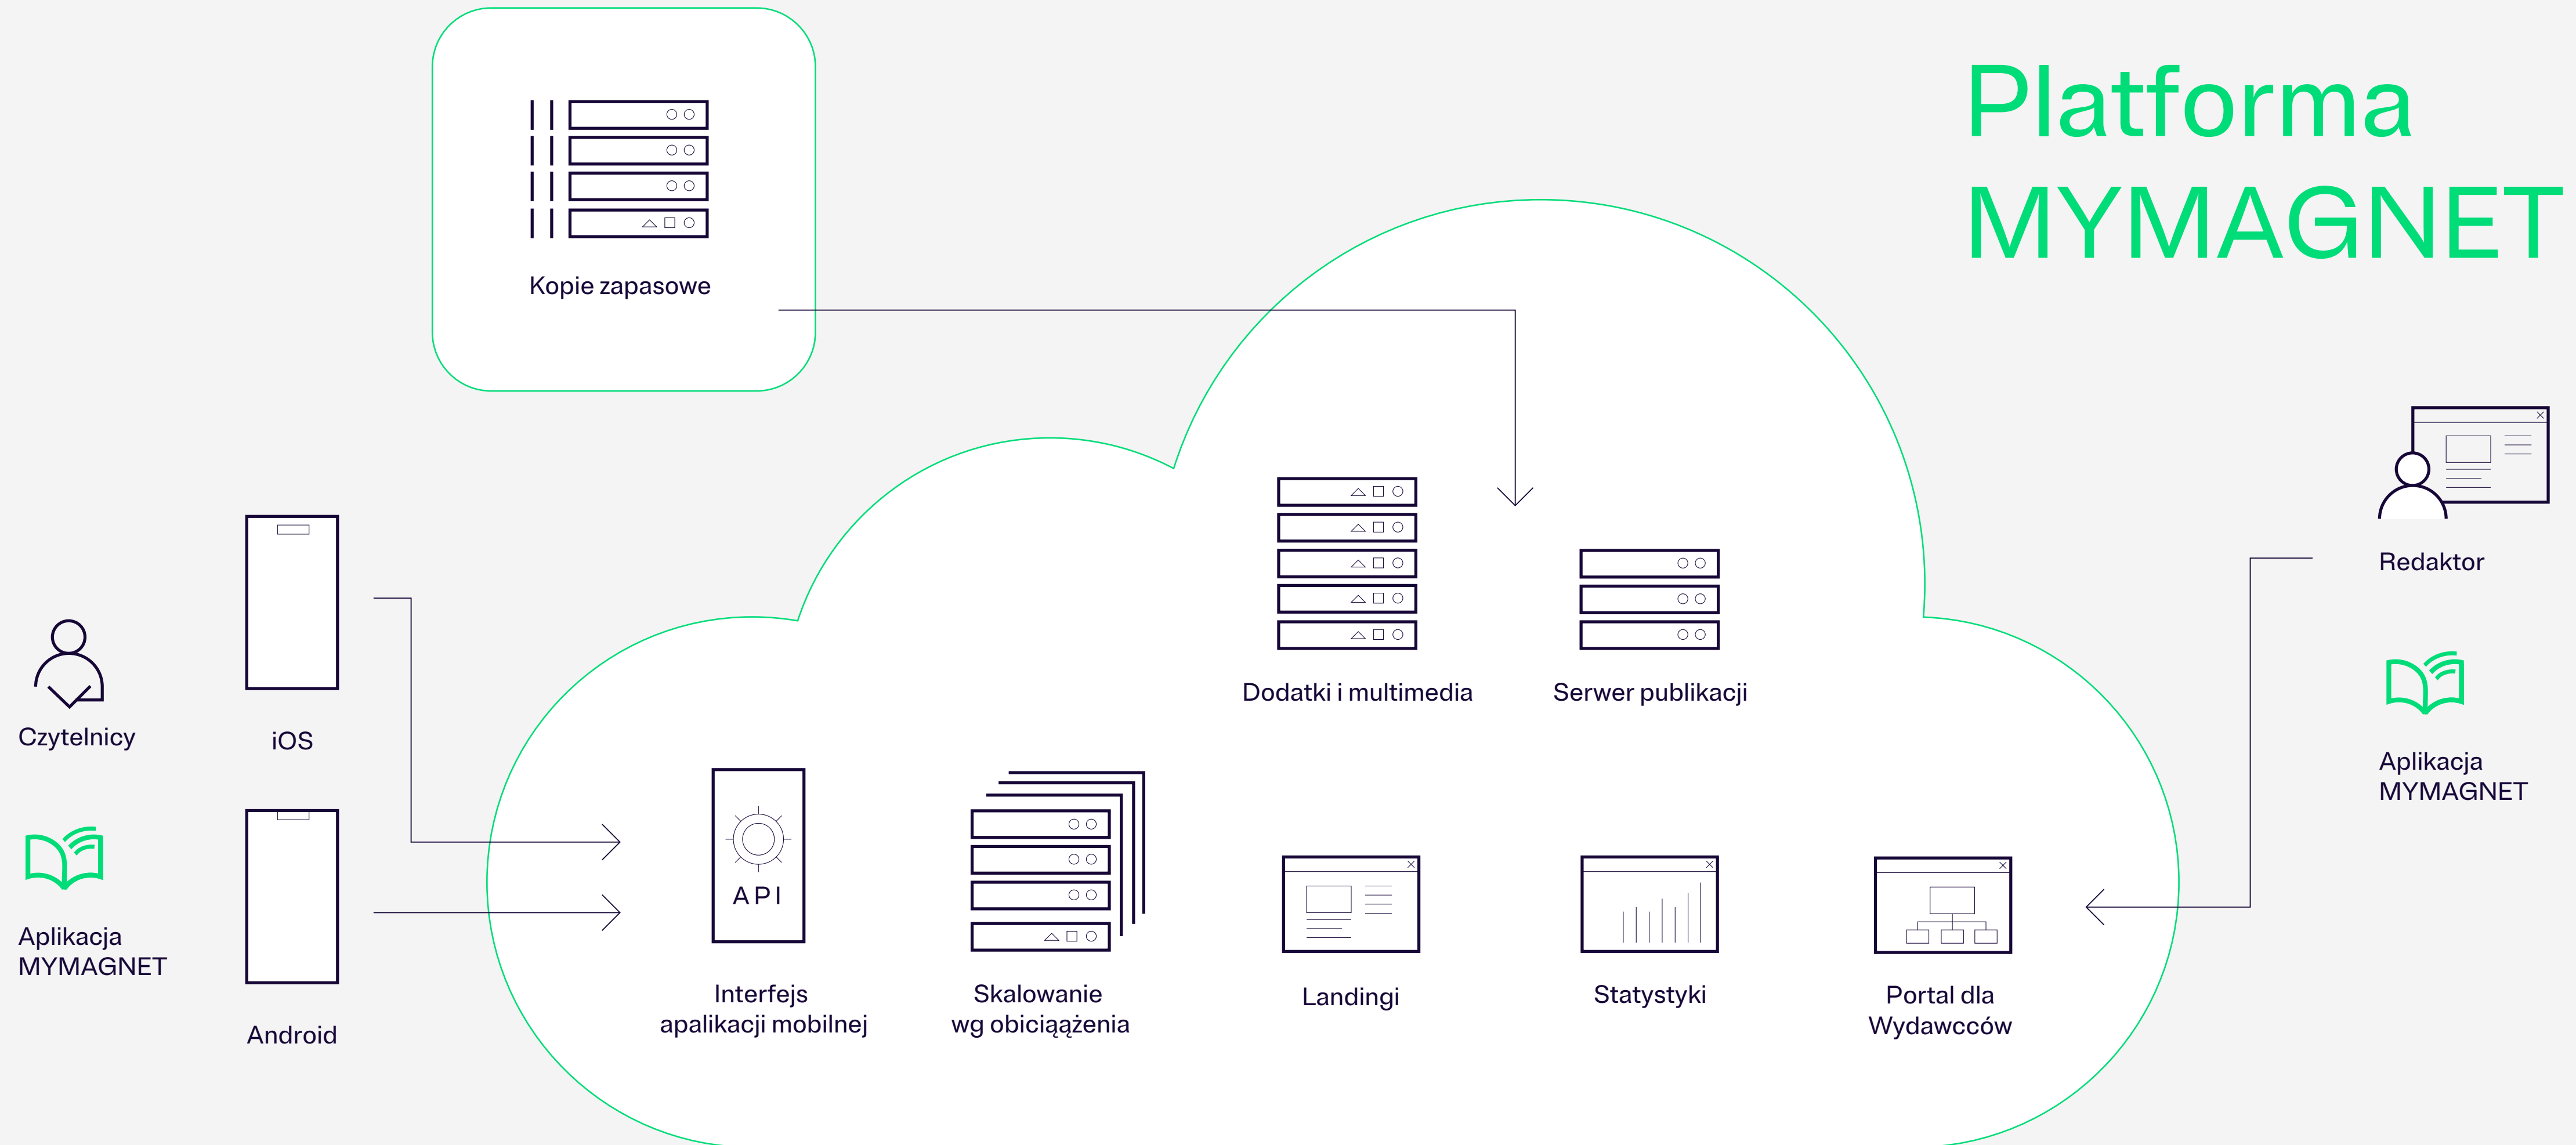 Platforma
MYMAGNET
Kopie zapasowe
Redaktor
Aplikacja
MYMAGNET
Dodatki i multimedia
Serwer publikacji
Czytelnicy
iOS
Aplikacja
MYMAGNET
Android
API
Interfejs
apalikacji mobilnej
Skalowanie
wg obiciąążenia
Landingi
Statystyki
Portal dla
Wydawcców